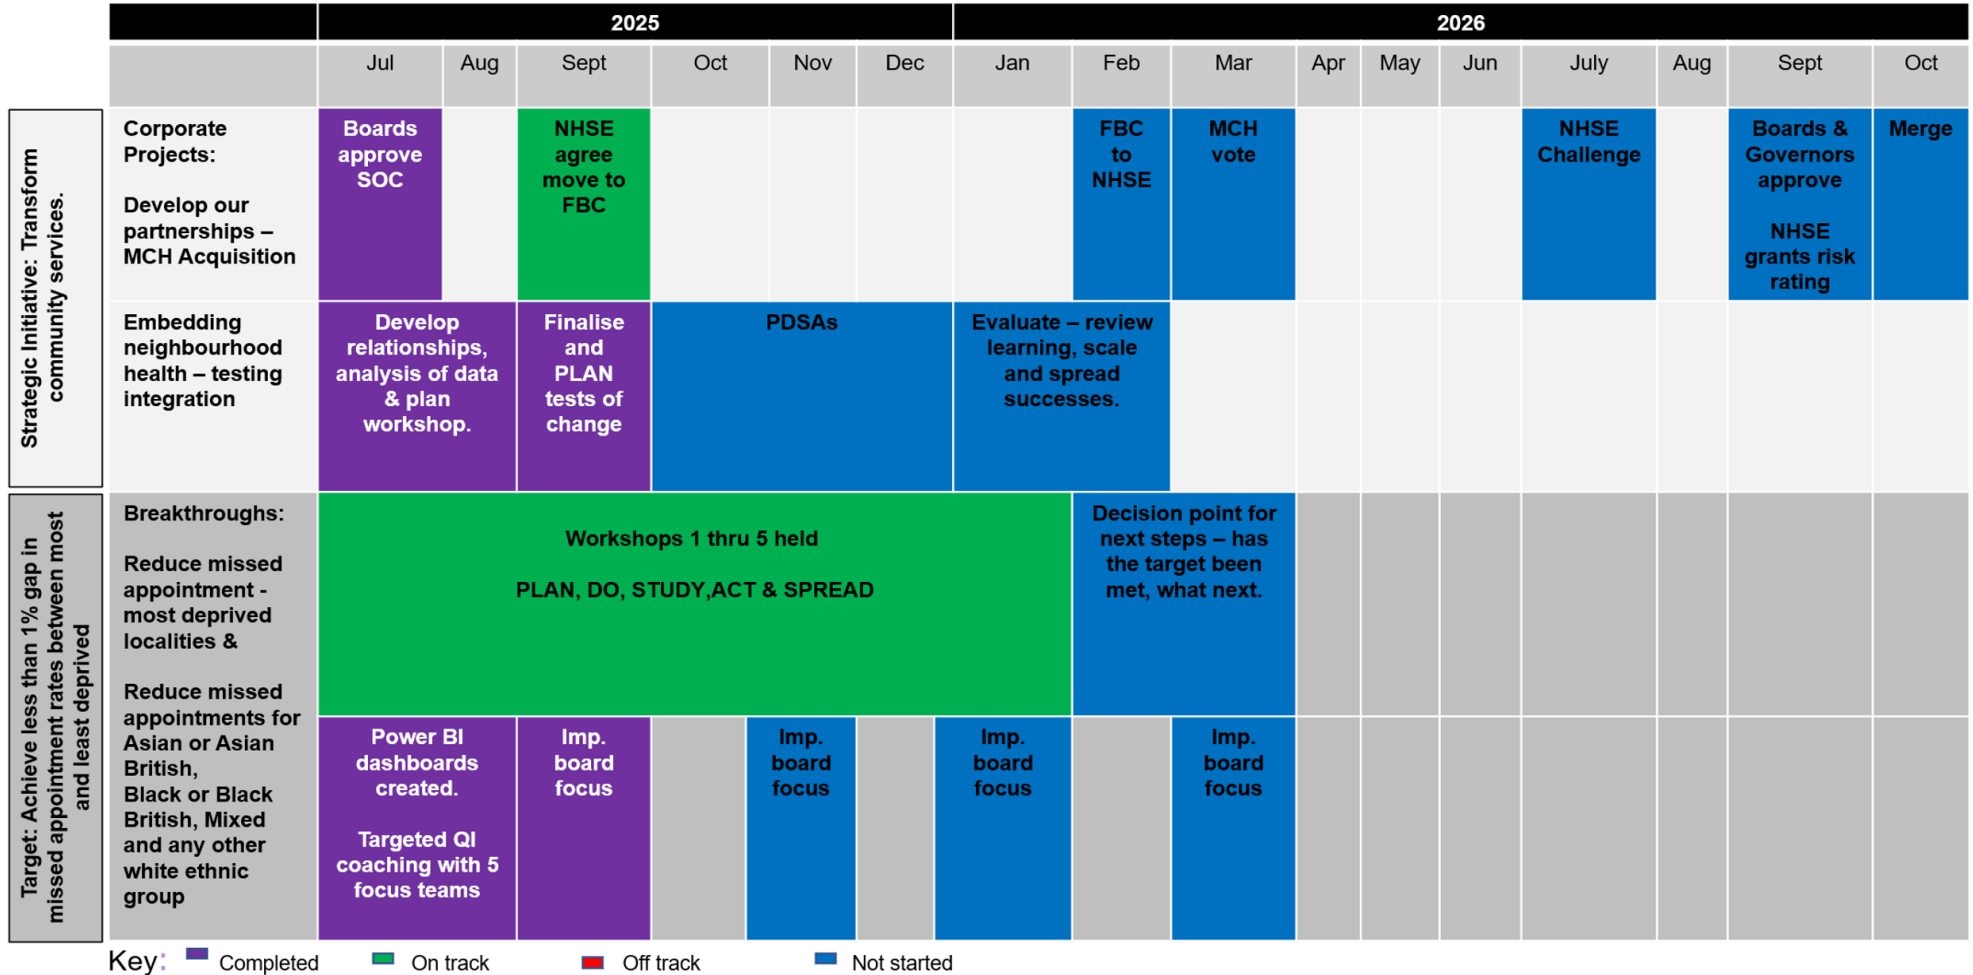 2025
2026
Jul
Aug
Sept
Oct
Nov
Dec
Jan
Feb
Mar
Apr
May
Jun
July
Aug
Sept
Oct
Strategic Initiative: Transform
community services.
Corporate
Projects:
Develop our
partnerships –
MCH Acquisition
Boards
approve
SOC
NHSE
agree
move to
FBC
FBC
to
NHSE
MCH
vote
NHSE
Challenge
Boards &
Governors
approve
NHSE
grants risk
rating
Merge
Embedding
neighbourhood
health – testing
integration
Develop
relationships,
analysis of data
& plan
workshop.
Finalise
and
PLAN
tests of
change
PDSAs
Evaluate – review
learning, scale
and spread
successes.
Target: Achieve less than 1% gap in
missed appointment rates between most
and least deprived
Breakthroughs:
Reduce missed
appointment -
most deprived
localities &
Reduce missed
appointments for
Asian or Asian
British,
Black or Black
British, Mixed
and any other
white ethnic
group
Workshops 1 thru 5 held
PLAN, DO, STUDY,ACT & SPREAD
Decision point for
next steps – has
the target been
met, what next.
Power BI
dashboards
created.
Targeted QI
coaching with 5
focus teams
Imp.
board
focus
Imp.
board
focus
Imp.
board
focus
Imp.
board
focus
Key:
Completed
On track
Off track
Not started